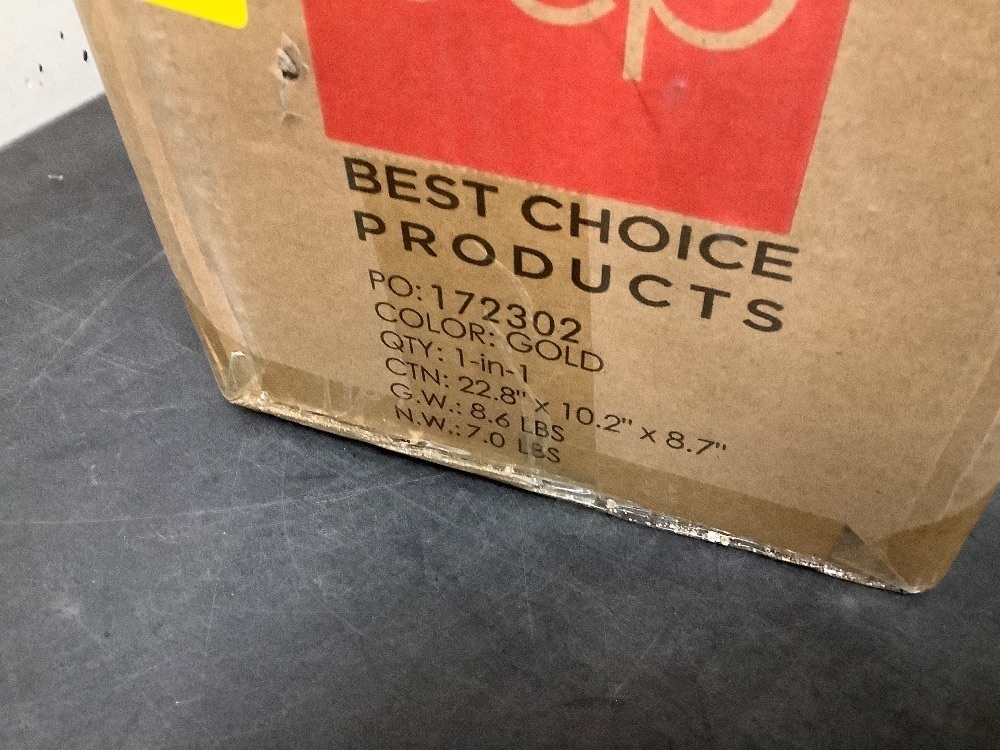 bcp
BEST CHOICE
PRODUCTS
PO: 172302
COLOR: GOLD
QTY: 1-in-1
CTN: 22.8" x 10.2" x 8.7"
G.W.: 8.6 LBS
N.W.: 7.0 LBS